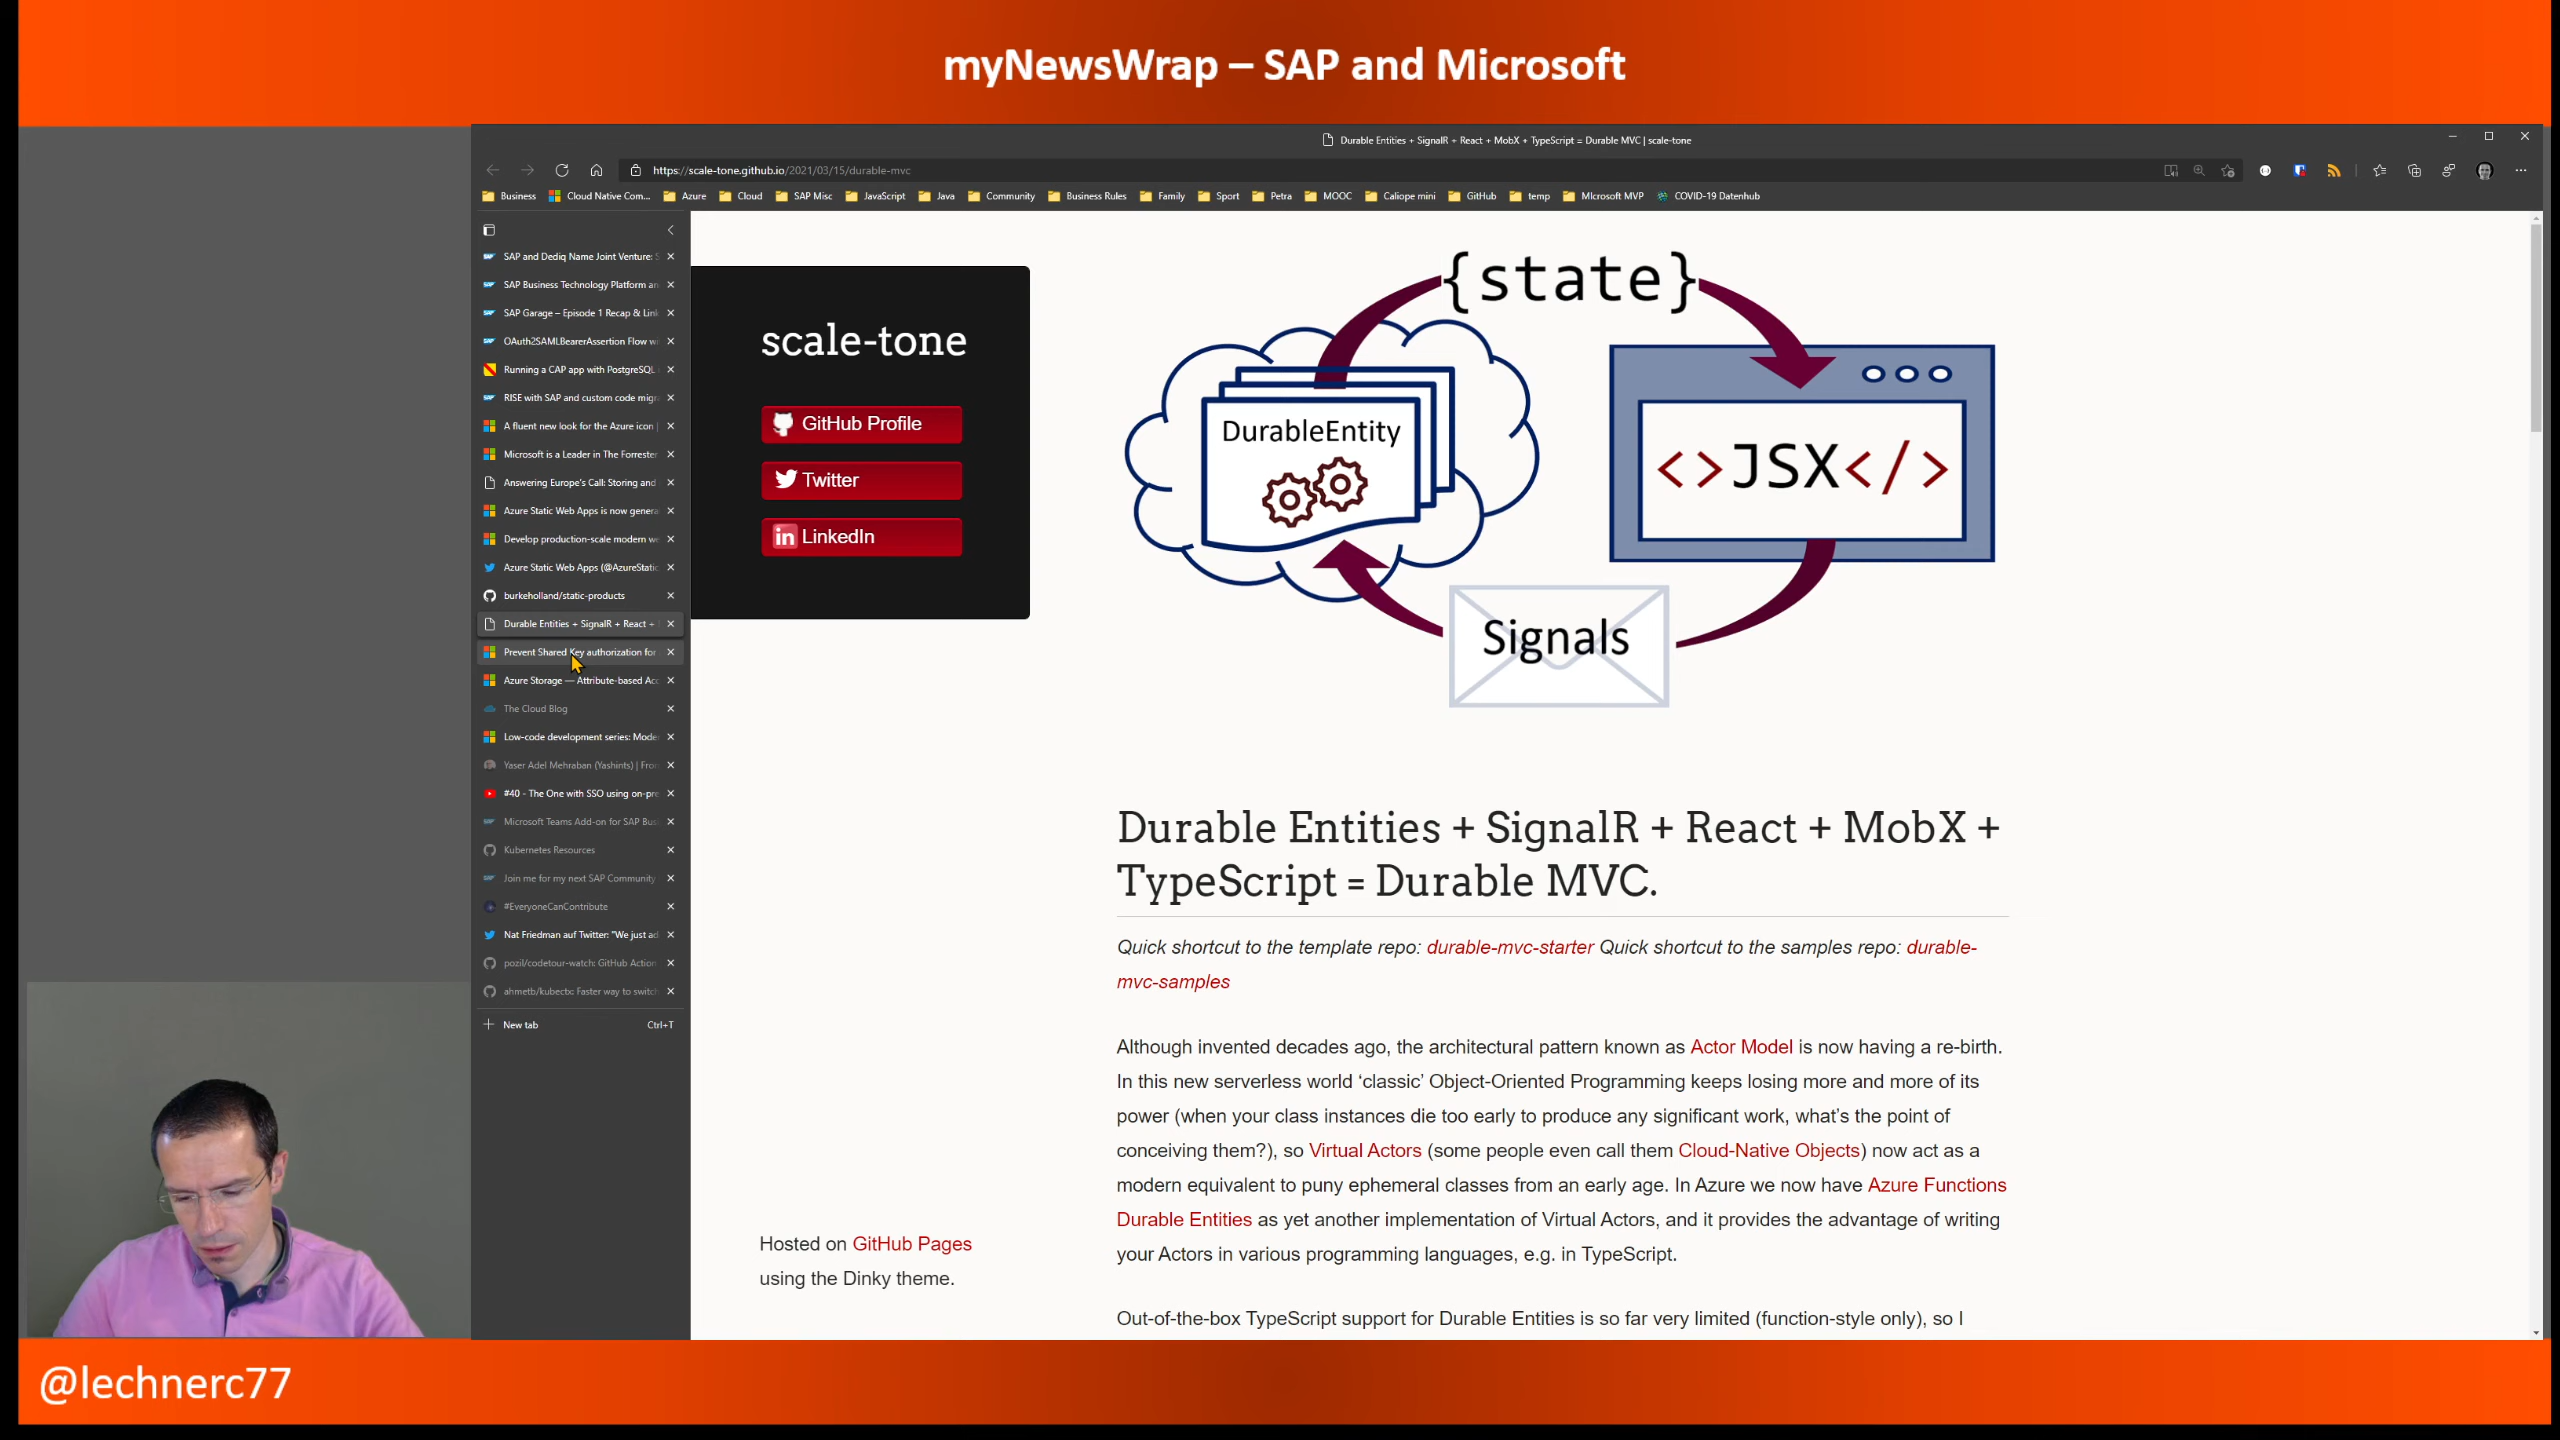 myNewsWrap – SAP and Microsoft
Durable Entities + SignalR + React + MobX + TypeScript = Durable MVC | scale-tone
https://scale-tone.github.io/2021/03/15/durable-mvc
Business
Cloud Native Com...
Azure
Cloud
SAP Misc
JavaScript
Java
Community
Business Rules
Family
Sport
Petra
MOOC
Caliope mini
GitHub
temp
MIcrosoft MVP
COVID-19 Datenhub
SAP and Dediq Name Joint Venture:
SAP Business Technology Platform an
SAP Garage – Episode 1 Recap & Lin
OAuth2SAMLBearerAssertion Flow w
Running a CAP app with PostgreSQL
RISE with SAP and custom code migr
A fluent new look for the Azure icon |
Microsoft is a Leader in The Forrester
Answering Europe's Call: Storing and
Azure Static Web Apps is now genera
Develop production-scale modern we
Azure Static Web Apps (@AzureStatic
burkeholland/static-products
Durable Entities + SignalR + React +
Prevent Shared Key authorization for
Azure Storage — Attribute-based Acc
The Cloud Blog
Low-code development series: Mode
Yaser Adel Mehraban (Yashints) | Fron
#40 - The One with SSO using on-pre
Microsoft Teams Add-on for SAP Bus
Kubernetes Resources
Join me for my next SAP Community
#EveryoneCanContribute
Nat Friedman auf Twitter: "We just ad
pozil/codetour-watch: GitHub Action
ahmetb/kubectx: Faster way to switc
New tab Ctrl+T
scale-tone
GitHub Profile
Twitter
LinkedIn
Hosted on GitHub Pages
using the Dinky theme.
{state}
DurableEntity
<>JSX</>
Signals
Durable Entities + SignalR + React + MobX +
TypeScript = Durable MVC.
Quick shortcut to the template repo: durable-mvc-starter Quick shortcut to the samples repo: durable-
mvc-samples
Although invented decades ago, the architectural pattern known as Actor Model is now having a re-birth.
In this new serverless world ‘classic’ Object-Oriented Programming keeps losing more and more of its
power (when your class instances die too early to produce any significant work, what’s the point of
conceiving them?), so Virtual Actors (some people even call them Cloud-Native Objects) now act as a
modern equivalent to puny ephemeral classes from an early age. In Azure we now have Azure Functions
Durable Entities as yet another implementation of Virtual Actors, and it provides the advantage of writing
your Actors in various programming languages, e.g. in TypeScript.
Out-of-the-box TypeScript support for Durable Entities is so far very limited (function-style only), so I
@lechnerc77